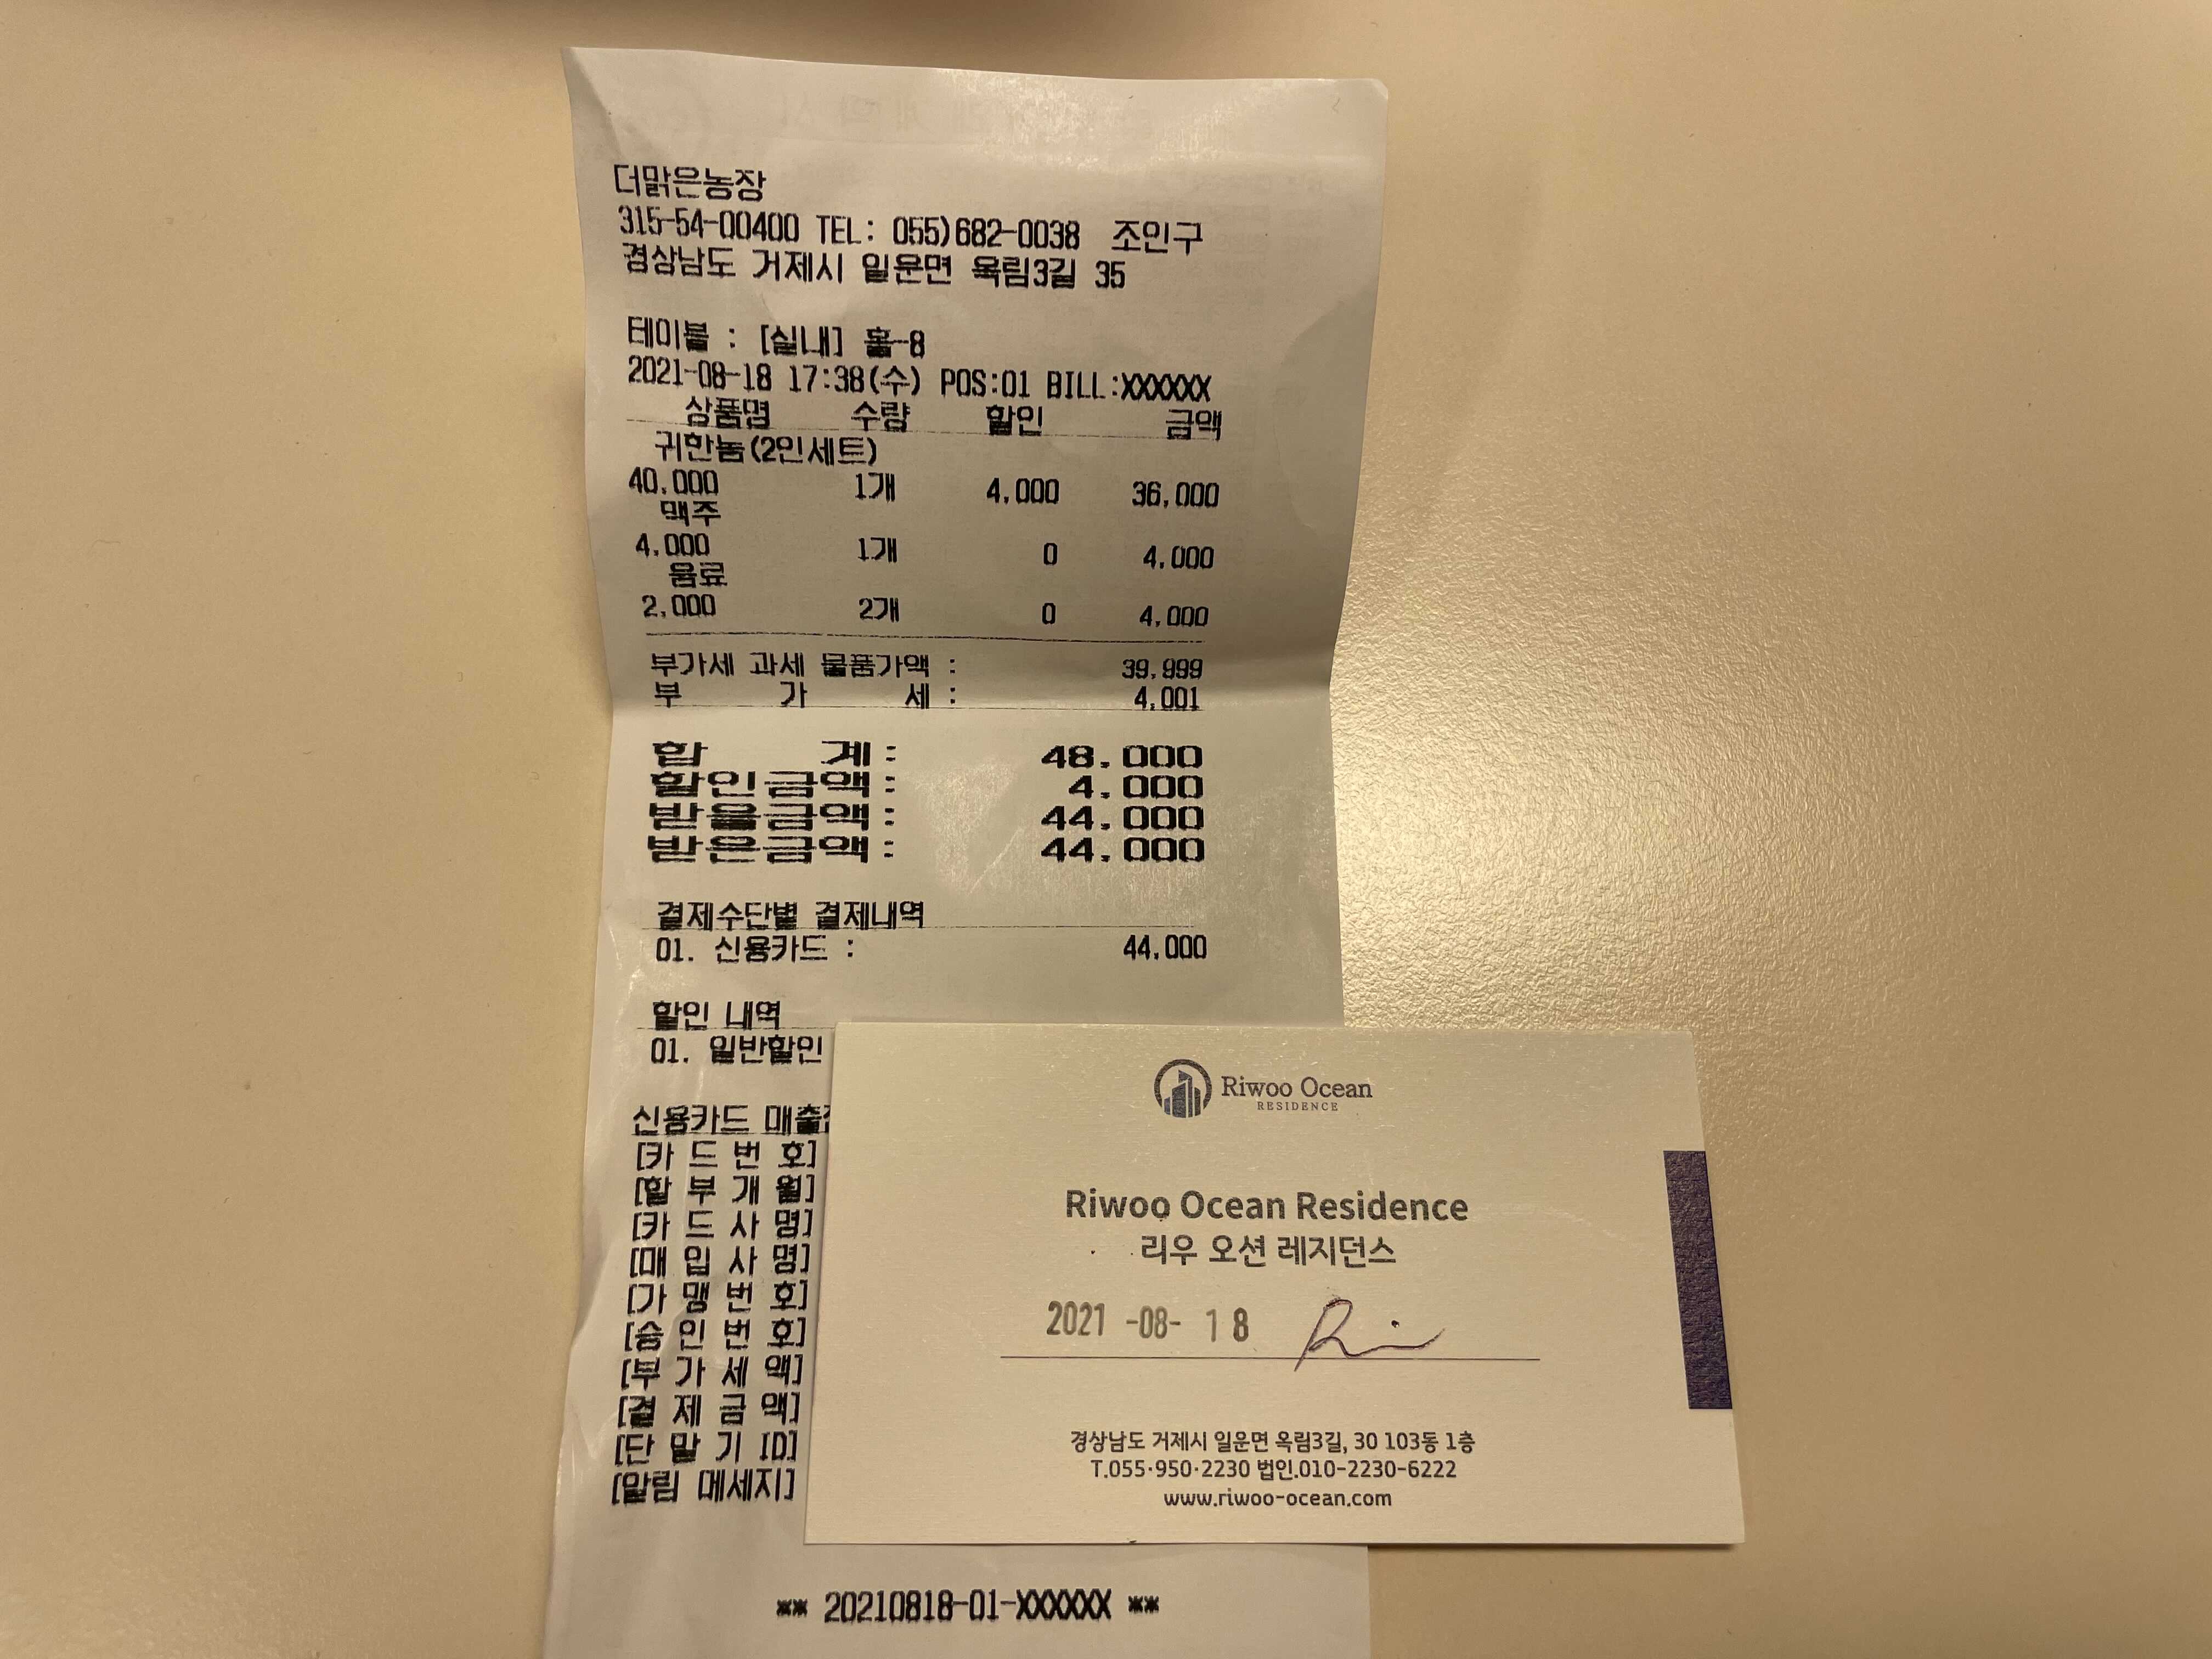 더맑은농장
315-54-00400 TEL: 055)682-0038 조인구
경상남도 거제시 일운면 옥림3길 35
테이블 : [실내] 홀-8
2021-08-18 17:38(수) POS:01 BILL:XXXXXX
상품명 수량 할인 금액
귀한놈(2인세트)
40,000 1개 4,000 36,000
맥주
4,000 1개 0 4,000
음료
2,000 2개 0 4,000
부가세 과세 물품가액 : 39,999
부 가 세 : 4,001
합 계 : 48,000
할인금액 : 4,000
받을금액 : 44,000
받은금액 : 44,000
결제수단별 결제내역
01. 신용카드 : 44,000
할인 내역
01. 일반할인
신용카드 매출
[카 드 번 호]
[할 부 개 월]
[카 드 사 명]
[매 입 사 명]
[가 맹 번 호]
[승 인 번 호]
[부 가 세 액]
[결 제 금 액]
[단 말 기 ID]
[알림 메세지]
** 20210818-01-XXXXXX **
Riwoo Ocean
RESIDENCE
Riwoo Ocean Residence
리우 오션 레지던스
2021 -08- 18
경상남도 거제시 일운면 옥림3길, 30 103동 1층
T.055·950·2230 법인.010-2230-6222
www.riwoo-ocean.com